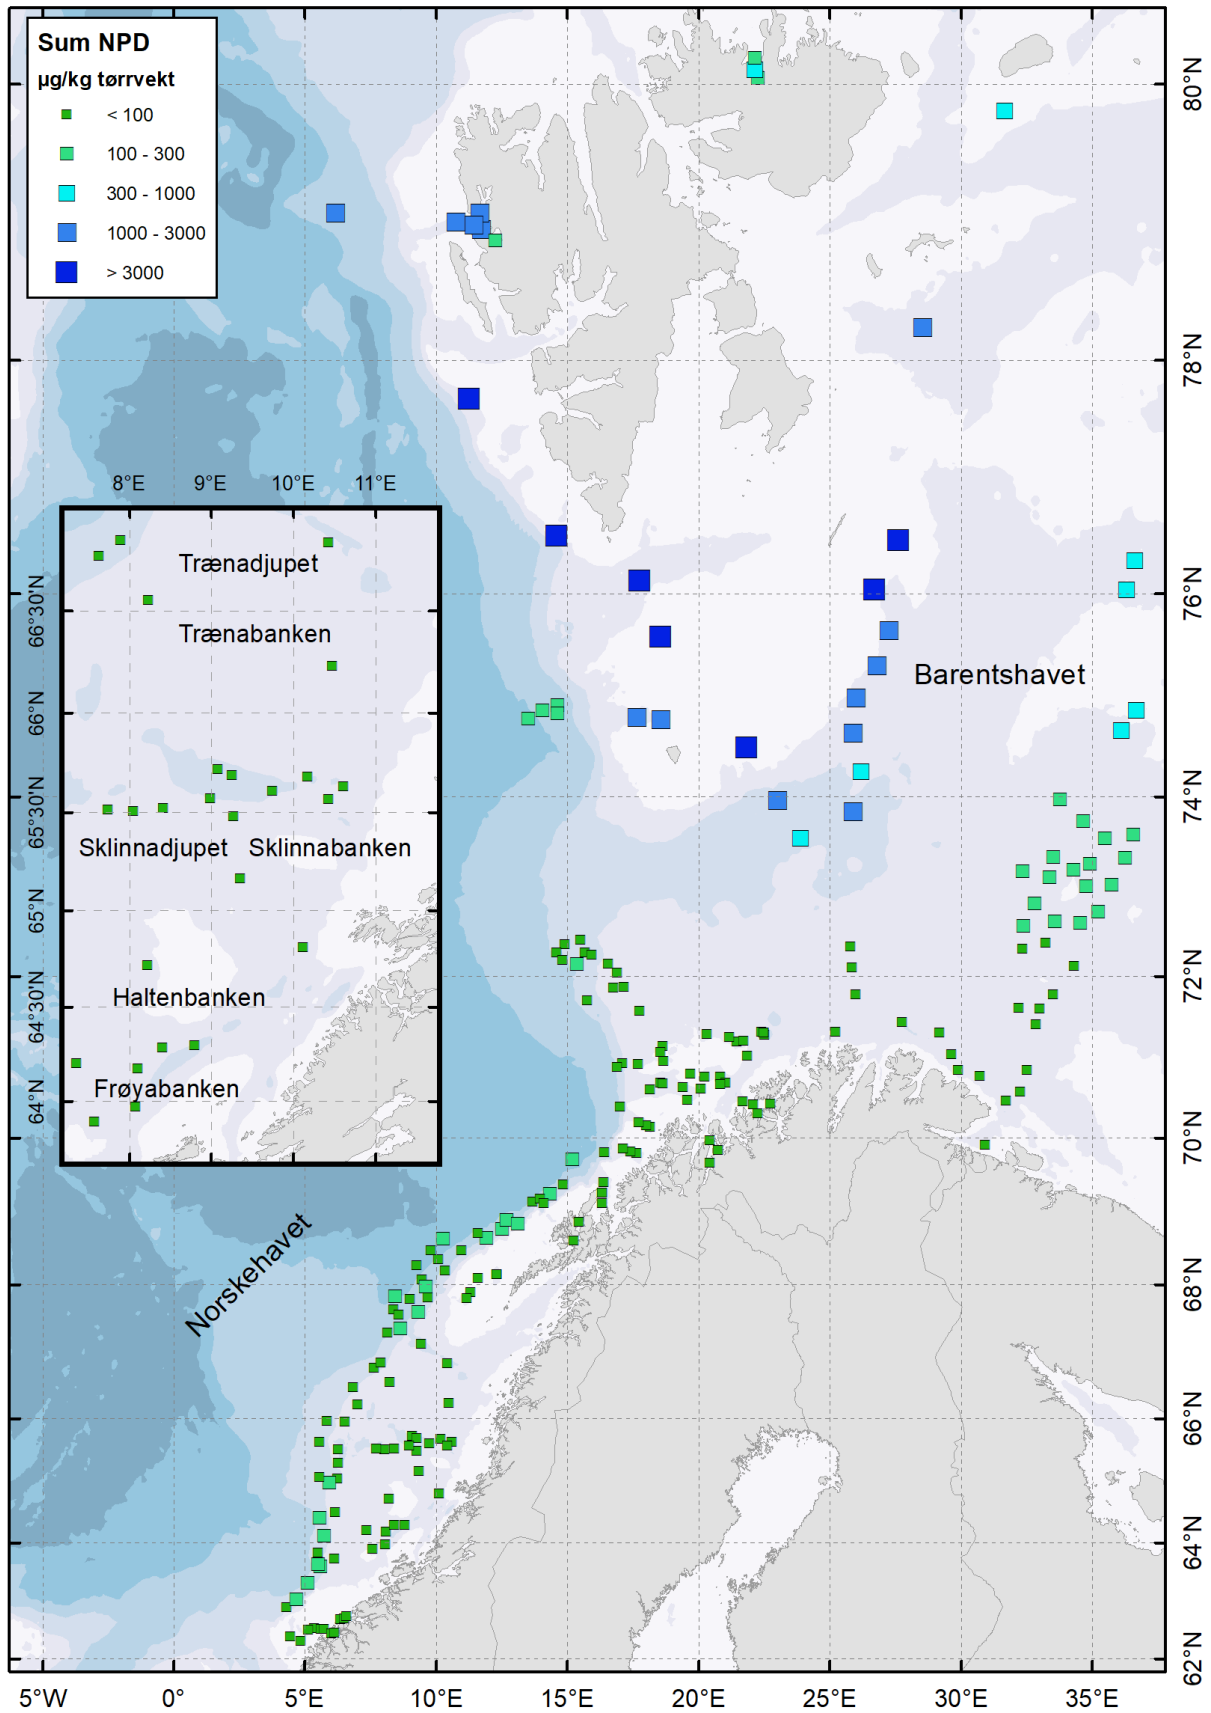 Sum NPD
µg/kg tørrvekt
< 100
100 - 300
300 - 1000
1000 - 3000
> 3000
80°N
78°N
76°N
74°N
72°N
70°N
68°N
66°N
64°N
62°N
8°E
9°E
10°E
11°E
66°30'N
66°N
65°30'N
65°N
64°30'N
64°N
Trænadjupet
Trænabanken
Sklinnadjupet
Sklinnabanken
Haltenbanken
Frøyabanken
Barentshavet
Norskehavet
5°W
0°
5°E
10°E
15°E
20°E
25°E
30°E
35°E